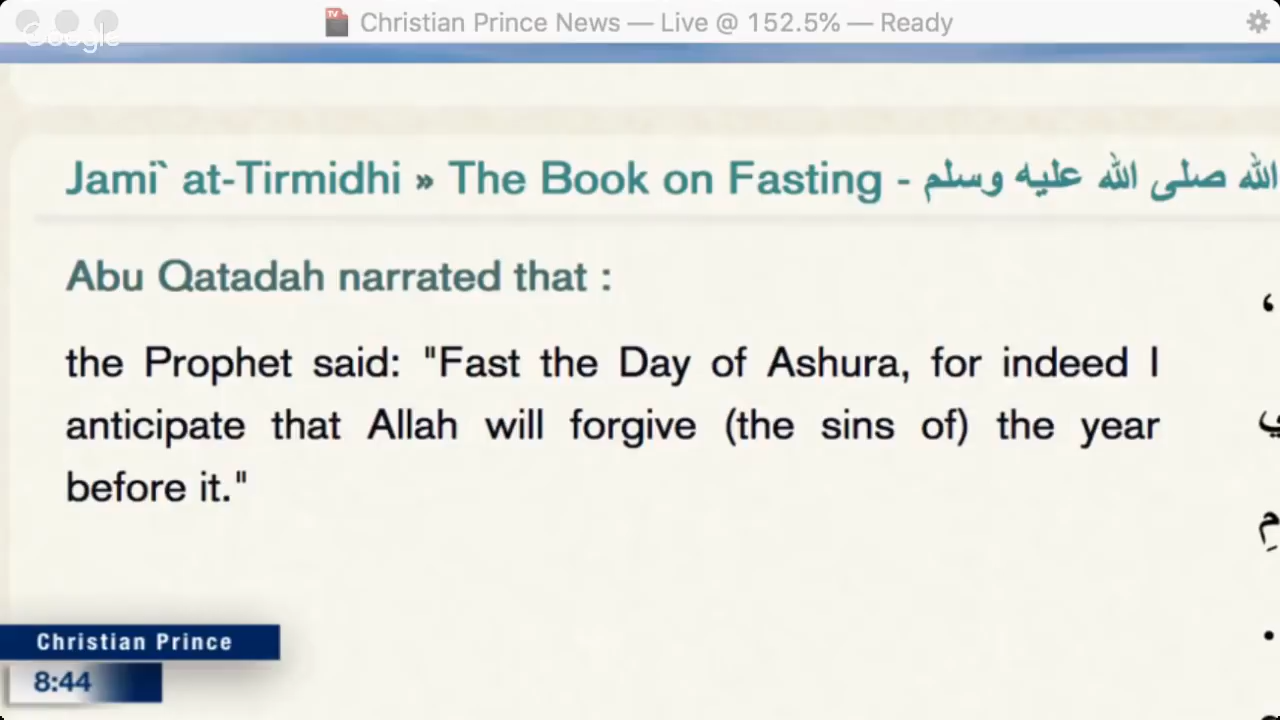 Google
Christian Prince News — Live @ 152.5% — Ready
Jami` at-Tirmidhi » The Book on Fasting - الله صلى الله عليه وسلم
Abu Qatadah narrated that :
the Prophet said: "Fast the Day of Ashura, for indeed I
anticipate that Allah will forgive (the sins of) the year
before it."
Christian Prince
8:44